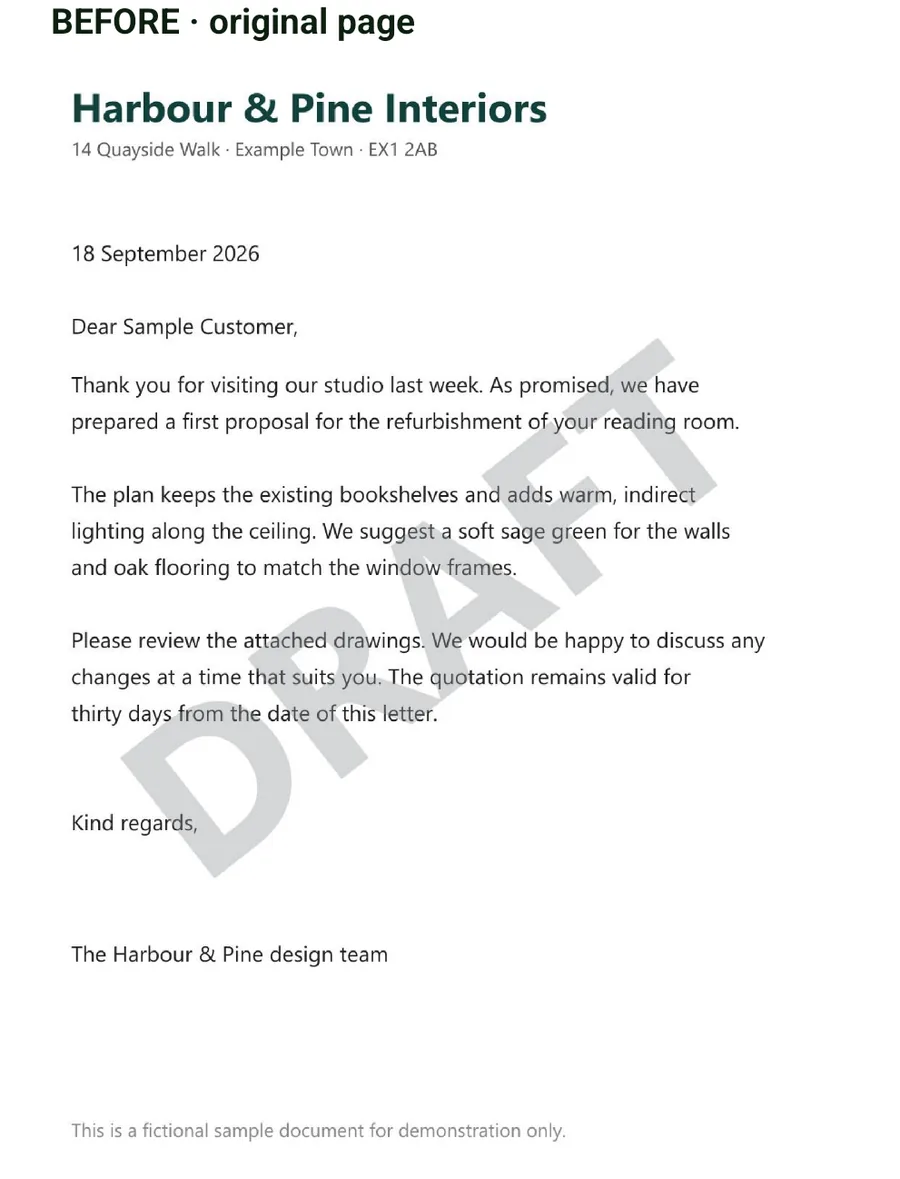 BEFORE · original page
Harbour & Pine Interiors
14 Quayside Walk · Example Town · EX1 2AB
18 September 2026
Dear Sample Customer,
Thank you for visiting our studio last week. As promised, we have
prepared a first proposal for the refurbishment of your reading room.
The plan keeps the existing bookshelves and adds warm, indirect
lighting along the ceiling. We suggest a soft sage green for the walls
and oak flooring to match the window frames.
Please review the attached drawings. We would be happy to discuss any
changes at a time that suits you. The quotation remains valid for
thirty days from the date of this letter.
Kind regards,
The Harbour & Pine design team
This is a fictional sample document for demonstration only.
DRAFT